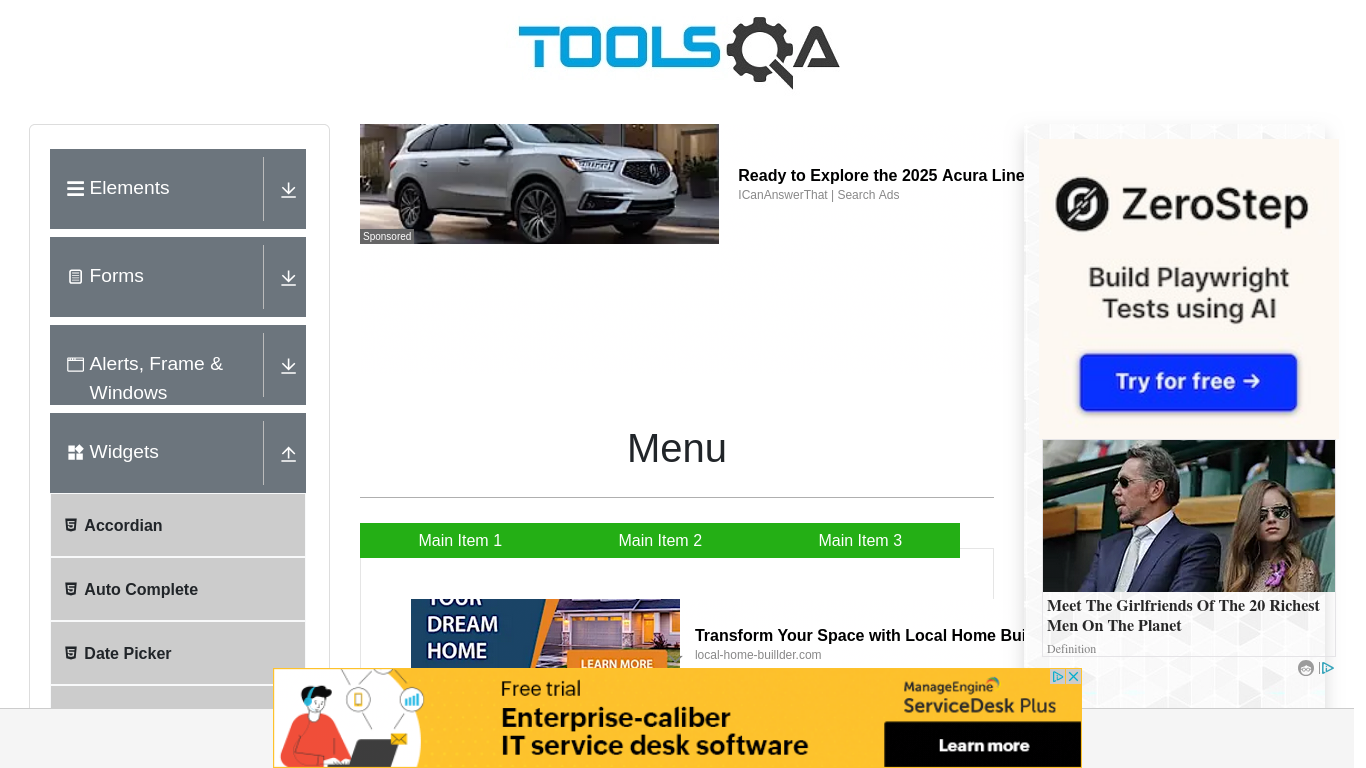 TOOLSQA
Elements
Forms
Alerts, Frame &
Windows
Widgets
Accordian
Auto Complete
Date Picker
Sponsored
Ready to Explore the 2025 Acura Line
ICanAnswerThat | Search Ads
Menu
Main Item 1
Main Item 2
Main Item 3
YOUR
DREAM
HOME
LEARN MORE
Transform Your Space with Local Home Bui
local-home-buillder.com
ZeroStep
Build Playwright
Tests using AI
Try for free →
Meet The Girlfriends Of The 20 Richest
Men On The Planet
Definition
Free trial
Enterprise-caliber
IT service desk software
ManageEngine
ServiceDesk Plus
Learn more